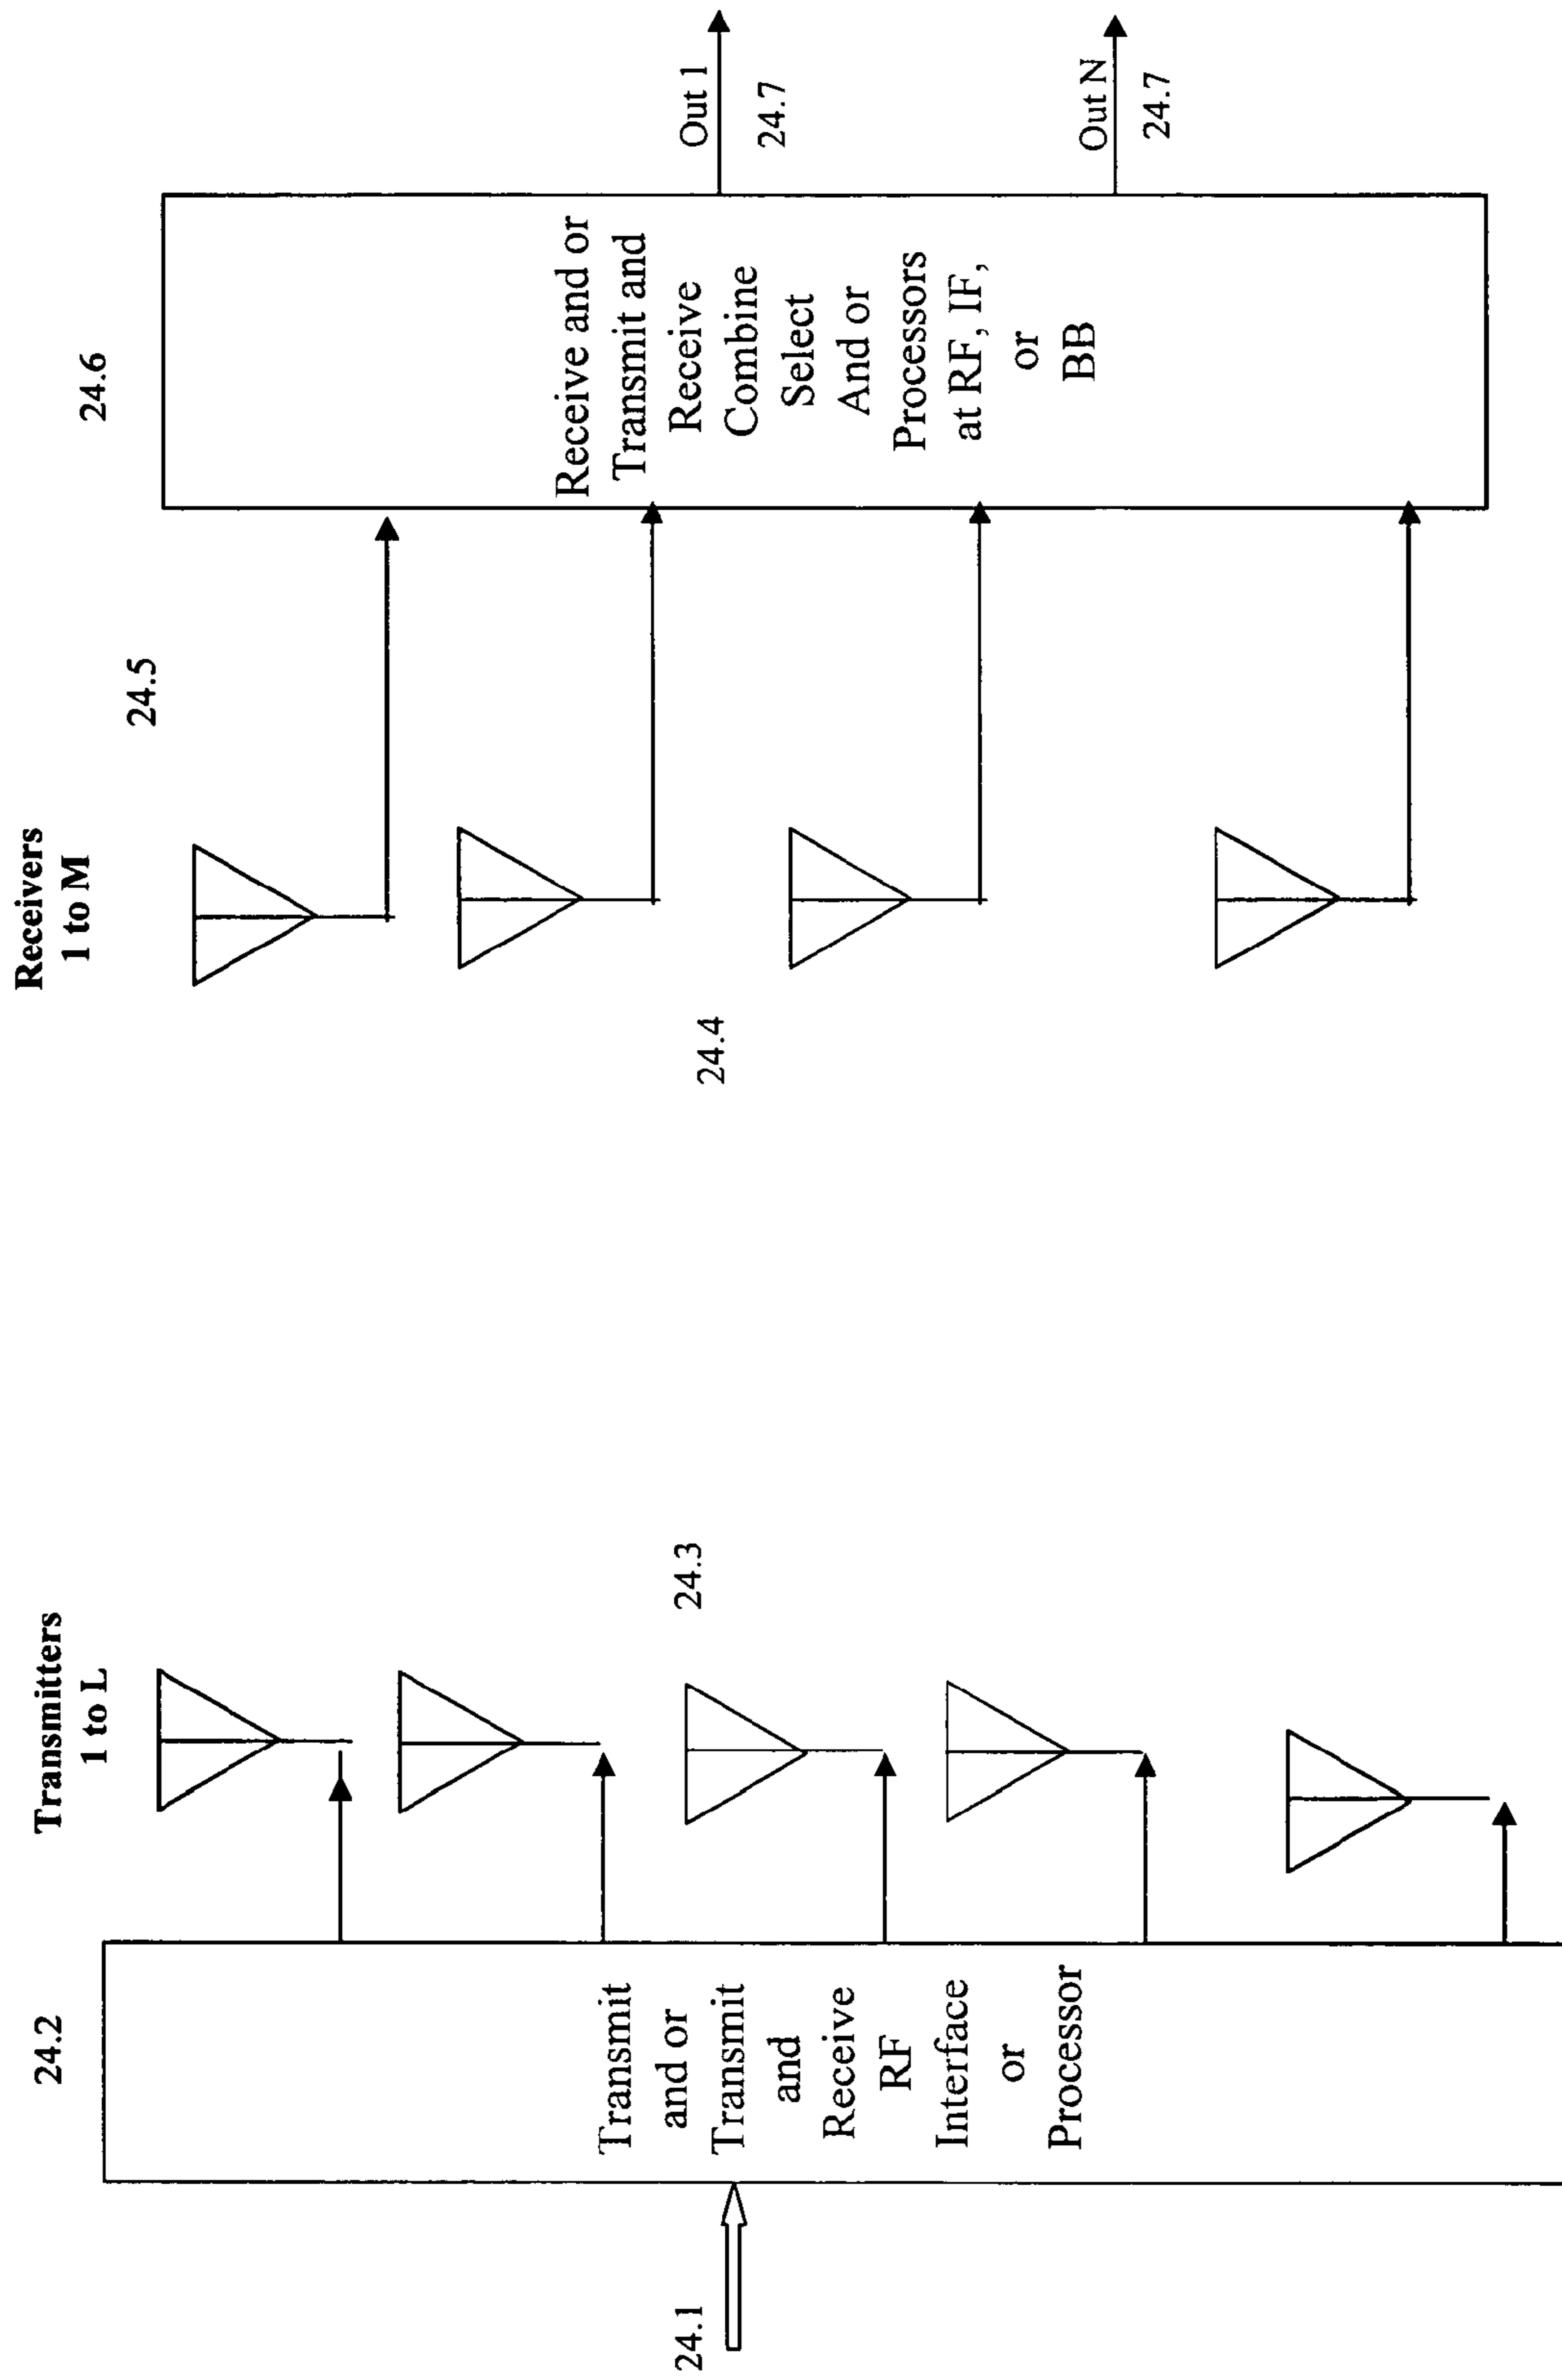 24.1
24.2
Transmit
and or
Transmit
and
Receive
RF
Interface
or
Processor
Transmitters
1 to L
24.3
Receivers
1 to M
24.4
24.5
24.6
Receive and or
Transmit and
Receive
Combine
Select
And or
Processors
at RF, IF,
or
BB
Out 1
24.7
Out N
24.7